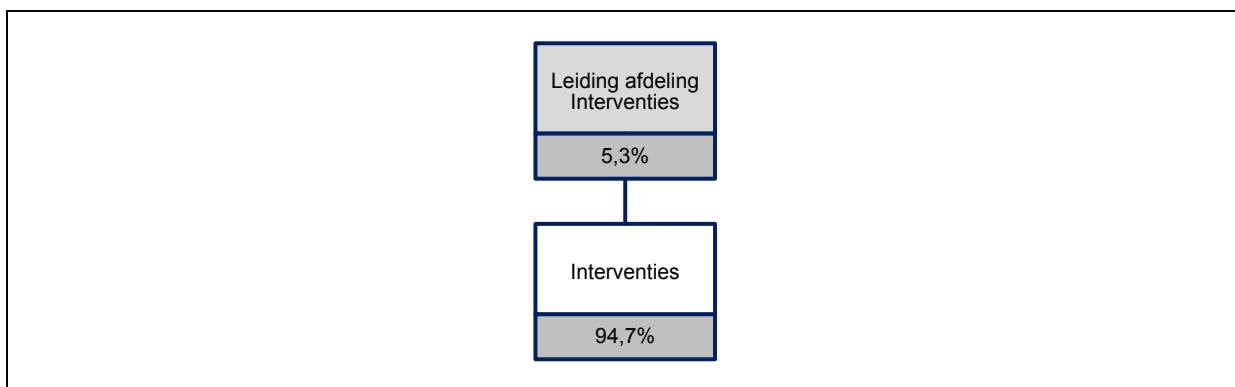 Leiding afdeling
Interventies
5,3%
Interventies
94,7%